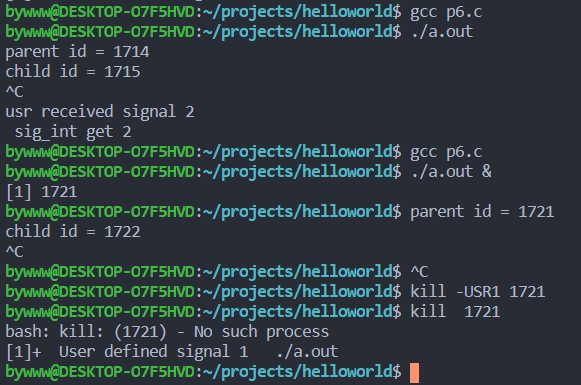 bywww@DESKTOP-O7F5HVD:~/projects/helloworld$ gcc p6.c
bywww@DESKTOP-O7F5HVD:~/projects/helloworld$ ./a.out
parent id = 1714
child id = 1715
^C
usr received signal 2
 sig_int get 2
bywww@DESKTOP-O7F5HVD:~/projects/helloworld$ gcc p6.c
bywww@DESKTOP-O7F5HVD:~/projects/helloworld$ ./a.out &
[1] 1721
bywww@DESKTOP-O7F5HVD:~/projects/helloworld$ parent id = 1721
child id = 1722
^C
bywww@DESKTOP-O7F5HVD:~/projects/helloworld$ ^C
bywww@DESKTOP-O7F5HVD:~/projects/helloworld$ kill -USR1 1721
bywww@DESKTOP-O7F5HVD:~/projects/helloworld$ kill  1721
bash: kill: (1721) - No such process
[1]+  User defined signal 1   ./a.out
bywww@DESKTOP-O7F5HVD:~/projects/helloworld$